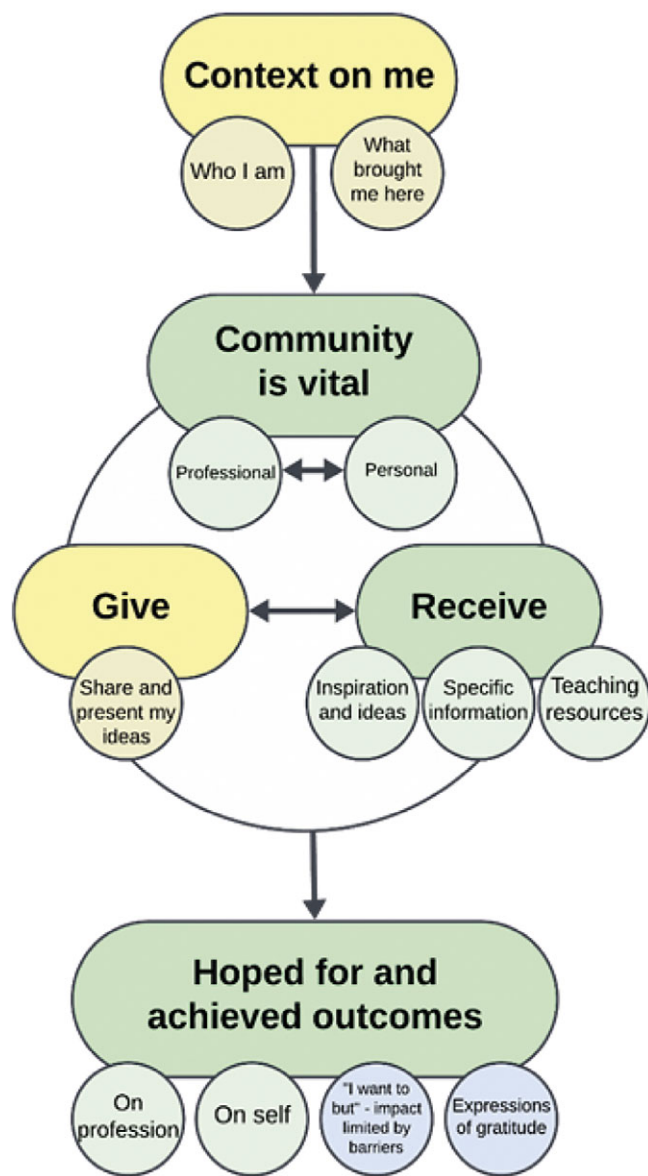 Context on me
Who I am
What
brought
me here
Community
is vital
Professional
Personal
Give
Receive
Share and
present my
ideas
Inspiration
and ideas
Specific
information
Teaching
resources
Hoped for and
achieved outcomes
On
profession
On self
"I want to
but" - impact
limited by
barriers
Expressions
of gratitude